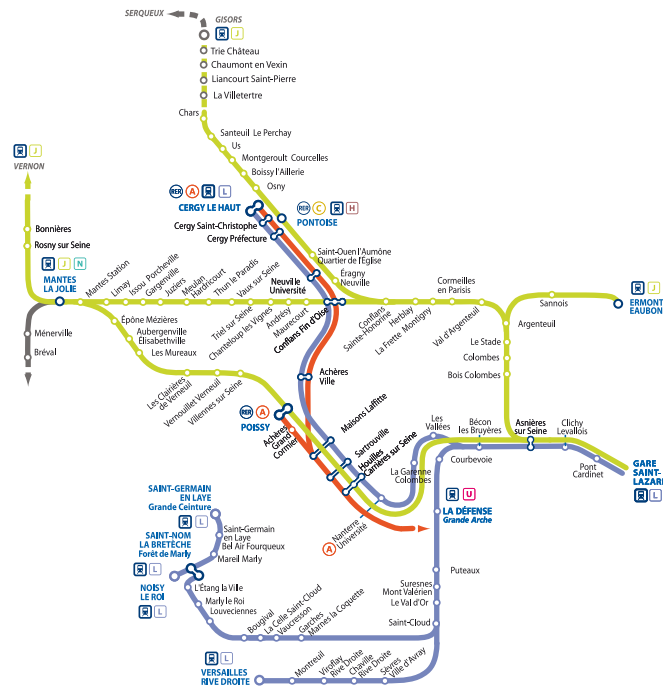 SERQUEUX
GISORS
J
Trie Château
Chaumont en Vexin
Liancourt Saint-Pierre
La Villetertre
Chars
Santeuil Le Perchay
Us
Montgeroult Courcelles
Boissy l'Aillerie
Osny
J
VERNON
RER A L
CERGY LE HAUT
RER C H
PONTOISE
Cergy Saint-Christophe
Cergy Préfecture
Bonnières
Rosny sur Seine
Saint-Ouen l'Aumône
Quartier de l'Église
Éragny
Neuville
J N
MANTES
LA JOLIE
Mantes Station
Limay
Issou Porcheville
Gargenville
Juziers
Meulan
Hardricourt
Thun le Paradis
Vaux sur Seine
Neuville
Université
Triel sur Seine
Chanteloup les Vignes
Andrésy
Maurecourt
Conflans Fin d'Oise
Conflans
Sainte-Honorine
Herblay
La Frette Montigny
Cormeilles
en Parisis
Val d'Argenteuil
Sannois
J
ERMONT
EAUBON
Argenteuil
Le Stade
Colombes
Bois Colombes
Ménerville
Bréval
Épône Mézières
Aubergenville
Élisabethville
Les Mureaux
Les Clairières
de Verneuil
Vernouillet Verneuil
Villennes sur Seine
RER A
POISSY
Achères
Grand
Cormier
Achères
Ville
Maisons-Laffitte
Sartrouville
Houilles
Carrières sur Seine
Les
Vallées
La Garenne
Colombes
Bécon
les Bruyères
Courbevoie
Asnières
sur Seine
Clichy
Levallois
Pont
Cardinet
GARE
SAINT-
LAZARE
L
Nanterre
Université
A
U
LA DÉFENSE
Grande Arche
SAINT-GERMAIN
EN LAYE
Grande Ceinture
L
Saint-Germain
en Laye
Bel Air Fourqueux
Mareil Marly
SAINT-NOM
LA BRETÈCHE
Forêt de Marly
L
NOISY
LE ROI
L
L'Étang la Ville
Marly le Roi
Louveciennes
Bougival
La Celle-Saint-Cloud
Vaucresson
Garches
Marnes la Coquette
Puteaux
Suresnes
Mont Valérien
Le Val d'Or
Saint-Cloud
L
VERSAILLES
RIVE DROITE
Montreuil
Viroflay
Rive Droite
Chaville
Rive Droite
Sèvres
Ville d'Avray